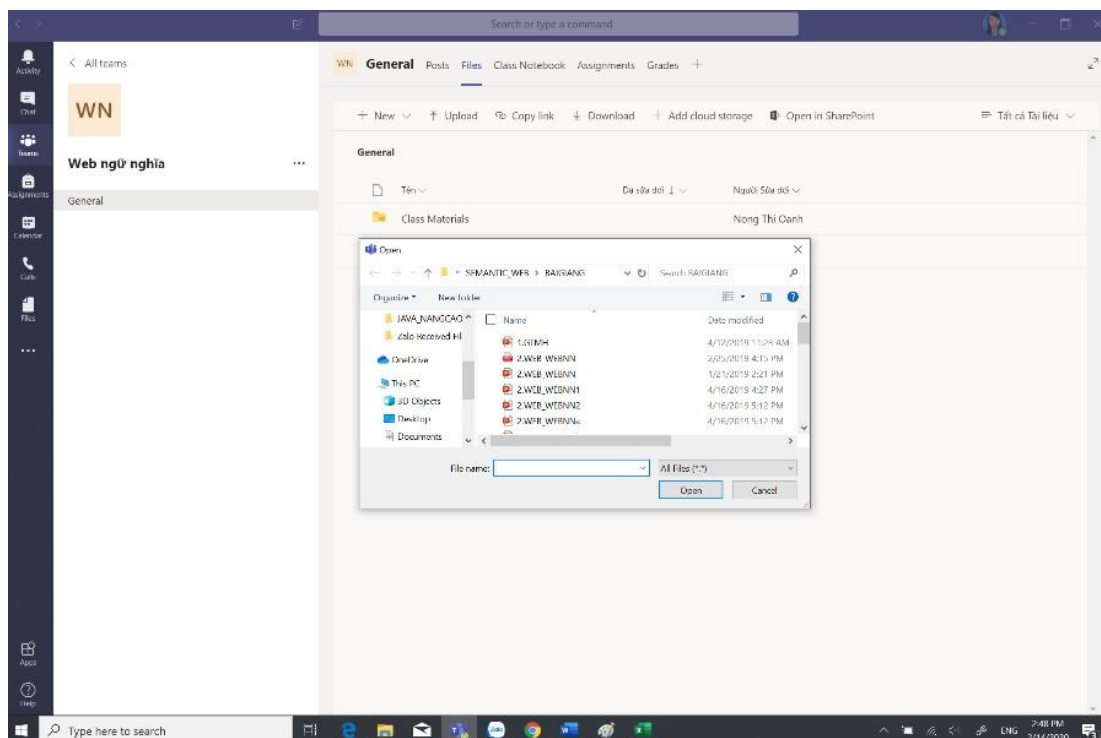 Search or type a command
Activity
Chat
Teams
Assignments
Calendar
Calls
Files
Apps
Help
All teams
WN
Web ngữ nghĩa
General
WN General Posts Files Class Notebook Assignments Grades
New Upload Copy link Download Add cloud storage Open in SharePoint Tất cả Tài liệu
General
Tên Đã sửa đổi Người Sửa đổi
Class Materials Nong Thi Oanh
Open
SEMANTIC_WEB > BAIGIANG Search BAIGIANG
Organize New folder
JAVA_NANGCAO
Zalo Received Fil
OneDrive
This PC
3D Objects
Desktop
Documents
Name Date modified
1.GTMH 4/12/2019 11:23 AM
2.WEB_WEBNN 2/25/2019 4:15 PM
2.WEB_WEBNN 1/21/2019 2:21 PM
2.WEB_WEBNN1 4/16/2019 4:27 PM
2.WEB_WEBNN2 4/16/2019 5:12 PM
2.WEB_WEBNNa 4/16/2019 5:12 PM
File name: All Files (*.*)
Open Cancel
Type here to search
Zalo
ENG
2:48 PM
2/14/2020